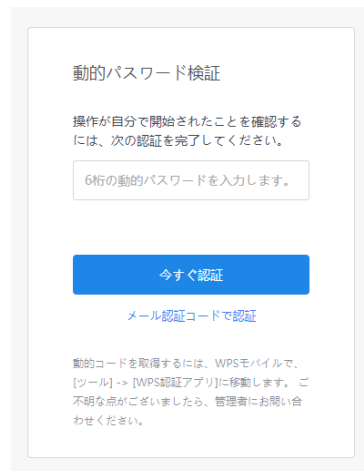 動的パスワード検証
操作が自分で開始されたことを確認する
には、次の認証を完了してください。
6桁の動的パスワードを入力します。
今すぐ認証
メール認証コードで認証
動的コードを取得するには、WPSモバイルで、
[ツール] -> [WPS認証アプリ]に移動します。 ご
不明な点がございましたら、管理者にお問い合
わせください。